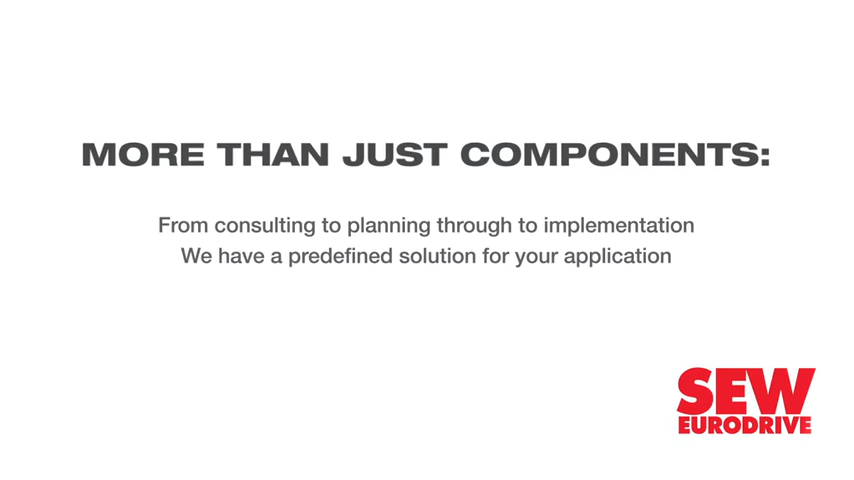 MORE THAN JUST COMPONENTS:
From consulting to planning through to implementation
We have a predefined solution for your application
SEW
EURODRIVE